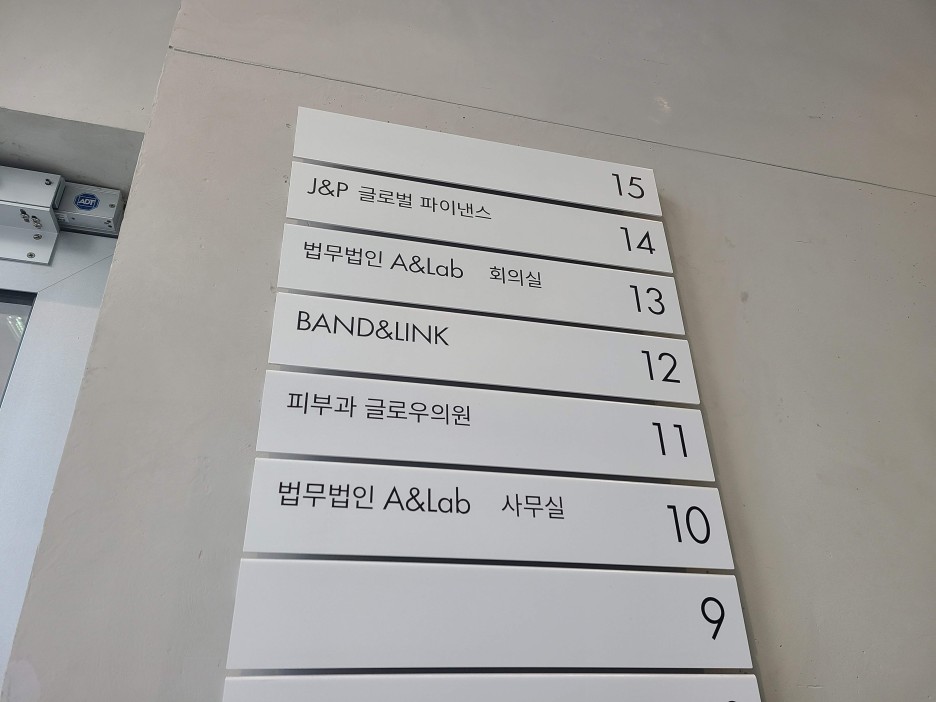 15
J&P 글로벌 파이낸스 14
법무법인 A&Lab 회의실 13
BAND&LINK 12
피부과 글로우의원 11
법무법인 A&Lab 사무실 10
9
ADT